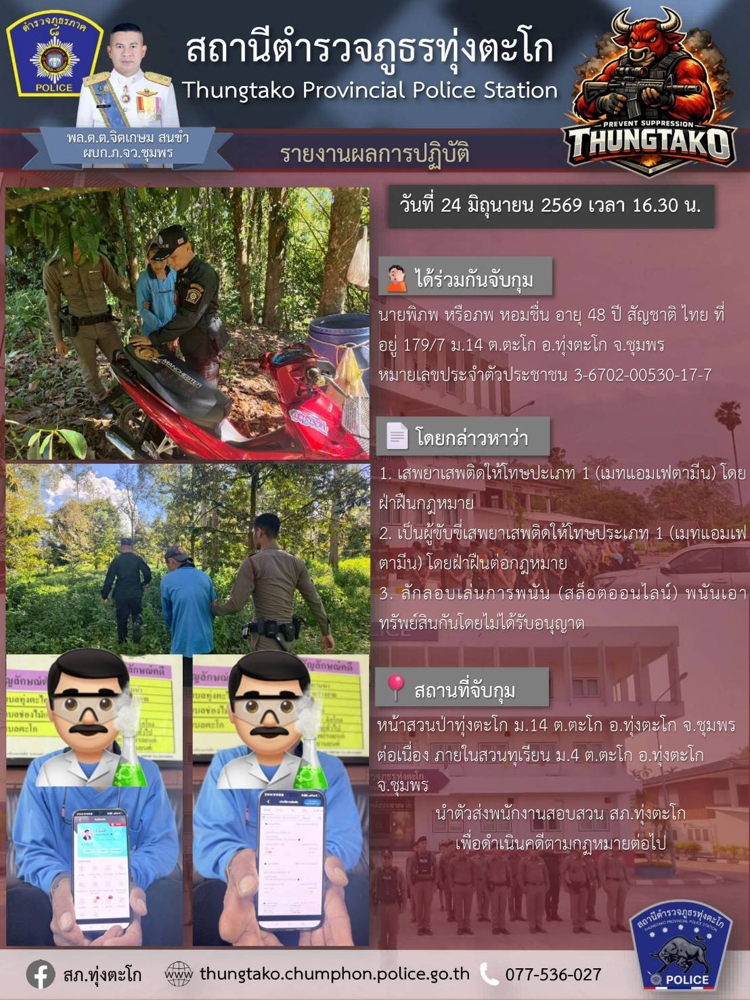 ตำรวจภูธรภาค
๘
POLICE
สถานีตำรวจภูธรทุ่งตะโก
Thungtako Provincial Police Station
พล.ต.ต.จิตเกษม สนขำ
ผบก.ภ.จว.ชุมพร
รายงานผลการปฏิบัติ
PREVENT SUPPRESSION
THUNGTAKO
วันที่ 24 มิถุนายน 2569 เวลา 16.30 น.
ได้ร่วมกันจับกุม
นายพิภพ หรือภพ หอมชื่น อายุ 48 ปี สัญชาติ ไทย ที่
อยู่ 179/7 ม.14 ต.ตะโก อ.ทุ่งตะโก จ.ชุมพร
หมายเลขประจำตัวประชาชน 3-6702-00530-17-7
MANCHESTER
โดยกล่าวหาว่า
1. เสพยาเสพติดให้โทษปะเภท 1 (เมทแอมเฟตามีน) โดย
ฝ่าฝืนกฎหมาย
2. เป็นผู้ขับขี่เสพยาเสพติดให้โทษประเภท 1 (เมทแอมเฟ
ตามีน) โดยฝ่าฝืนต่อกฎหมาย
3. ลักลอบเล่นการพนัน (สล็อตออนไลน์) พนันเอา
ทรัพย์สินกันโดยไม่ได้รับอนุญาต
สถานที่จับกุม
หน้าสวนป่าทุ่งตะโก ม.14 ต.ตะโก อ.ทุ่งตะโก จ.ชุมพร
ต่อเนื่อง ภายในสวนทุเรียน ม.4 ต.ตะโก อ.ทุ่งตะโก
จ.ชุมพร
นำตัวส่งพนักงานสอบสวน สภ.ทุ่งตะโก
เพื่อดำเนินคดีตามกฎหมายต่อไป
สถานีตำรวจภูธรทุ่งตะโก
THUNGTAKO PROVINCIAL POLICE STATION
POLICE
สภ.ทุ่งตะโก
www
thungtako.chumphon.police.go.th
077-536-027